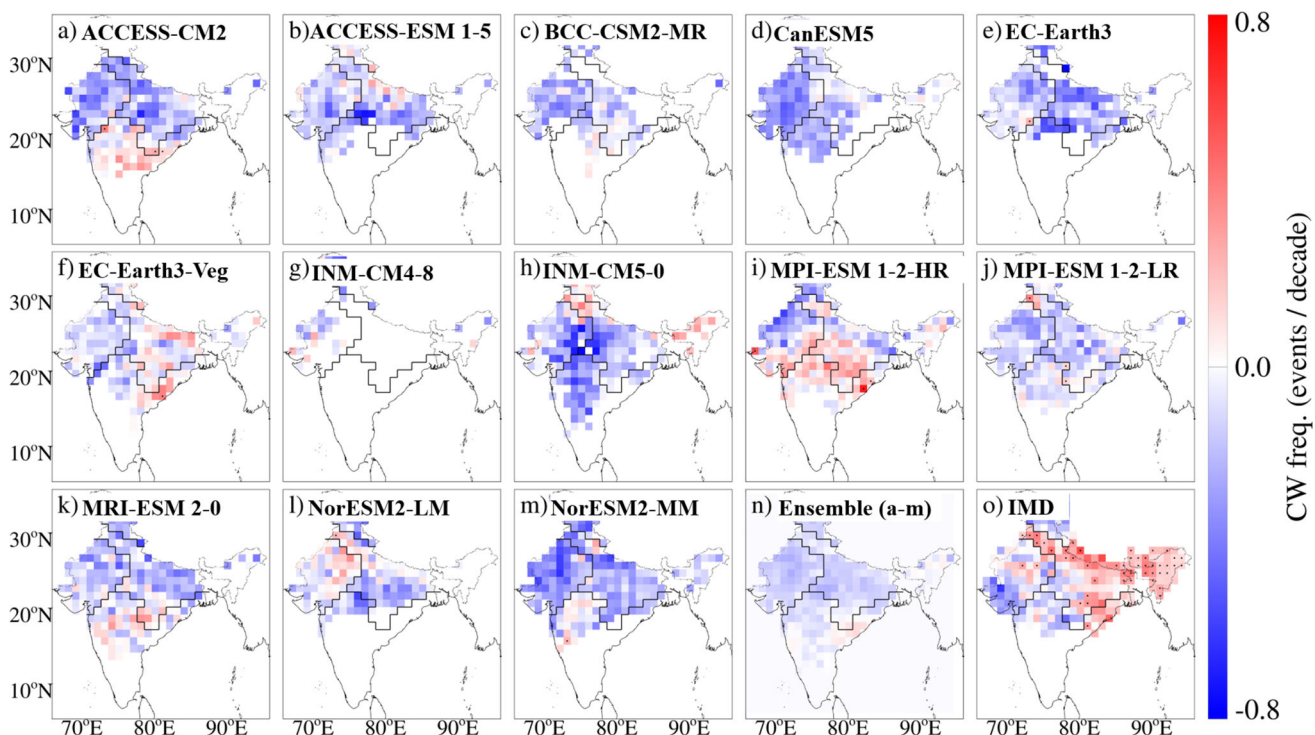 a) ACCESS-CM2
b) ACCESS-ESM 1-5
c) BCC-CSM2-MR
d) CanESM5
e) EC-Earth3
0.8
30°N
20°N
10°N
f) EC-Earth3-Veg
g) INM-CM4-8
h) INM-CM5-0
i) MPI-ESM 1-2-HR
j) MPI-ESM 1-2-LR
30°N
20°N
10°N
0.0
CW freq. (events / decade)
k) MRI-ESM 2-0
l) NorESM2-LM
m) NorESM2-MM
n) Ensemble (a-m)
o) IMD
30°N
20°N
10°N
-0.8
70°E 80°E 90°E 70°E 80°E 90°E 70°E 80°E 90°E 70°E 80°E 90°E 70°E 80°E 90°E